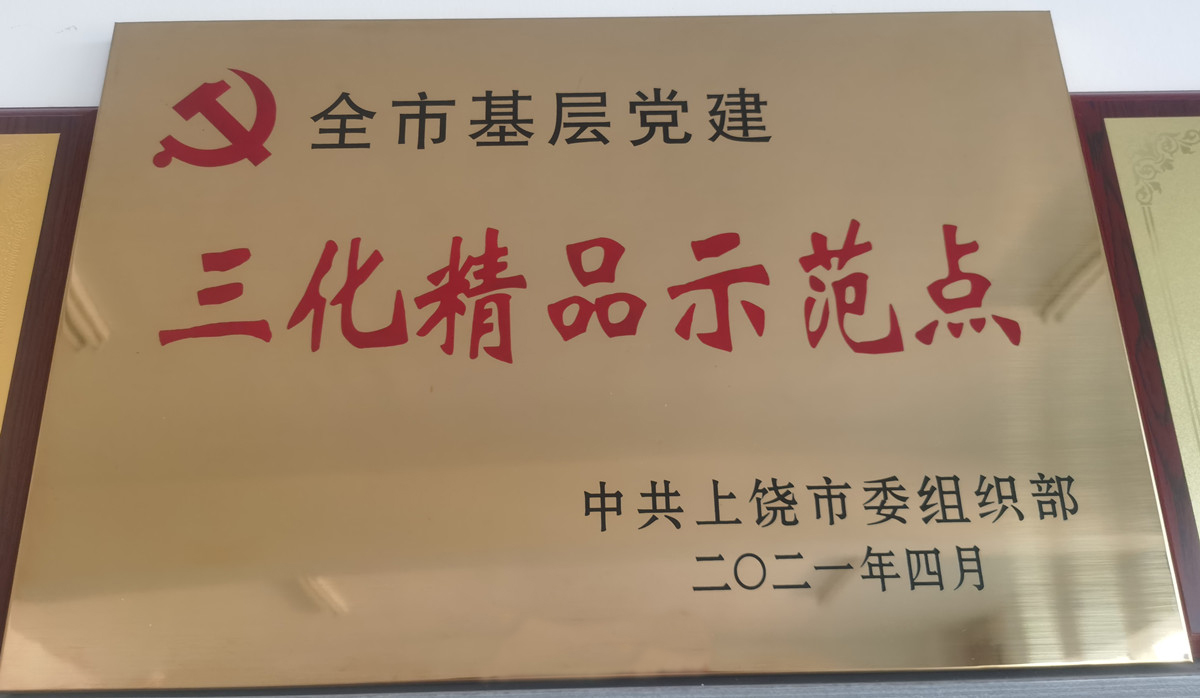 全市基层党建
三化精品示范点
中共上饶市委组织部
二〇二一年四月